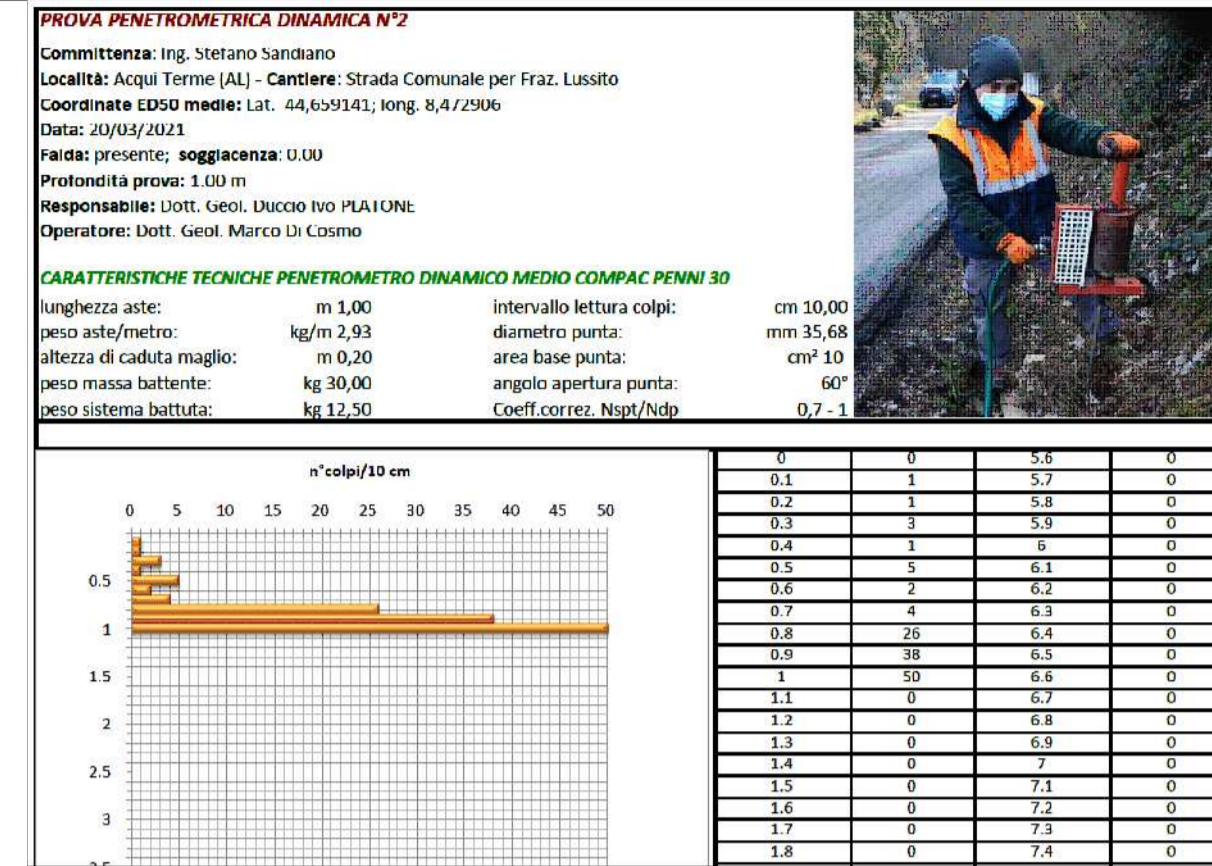 PROVA PENETROMETRICA DINAMICA N°2
Committenza: Ing. Stefano Sandiano
Località: Acqui Terme (AL) - Cantiere: Strada Comunale per Fraz. Lussito
Coordinate ED50 medie: Lat. 44,659141; long. 8,472906
Data: 20/03/2021
Falda: presente; soggiacenza: 0.00
Profondità prova: 1.00 m
Responsabile: Dott. Geol. Duccio Ivo PLATONE
Operatore: Dott. Geol. Marco Di Cosmo
CARATTERISTICHE TECNICHE PENETROMETRO DINAMICO MEDIO COMPAC PENNI 30
lunghezza aste: m 1,00 intervallo lettura colpi: cm 10,00
peso aste/metro: kg/m 2,93 diametro punta: mm 35,68
altezza di caduta maglio: m 0,20 area base punta: cm² 10
peso massa battente: kg 30,00 angolo apertura punta: 60°
peso sistema battuta: kg 12,50 Coeff.correz. Nspt/Ndp 0,7 - 1
n°colpi/10 cm
0 5 10 15 20 25 30 35 40 45 50
0.5
1
1.5
2
2.5
3
3.5
0 0 5.6 0
0.1 1 5.7 0
0.2 1 5.8 0
0.3 3 5.9 0
0.4 1 6 0
0.5 5 6.1 0
0.6 2 6.2 0
0.7 4 6.3 0
0.8 26 6.4 0
0.9 38 6.5 0
1 50 6.6 0
1.1 0 6.7 0
1.2 0 6.8 0
1.3 0 6.9 0
1.4 0 7 0
1.5 0 7.1 0
1.6 0 7.2 0
1.7 0 7.3 0
1.8 0 7.4 0